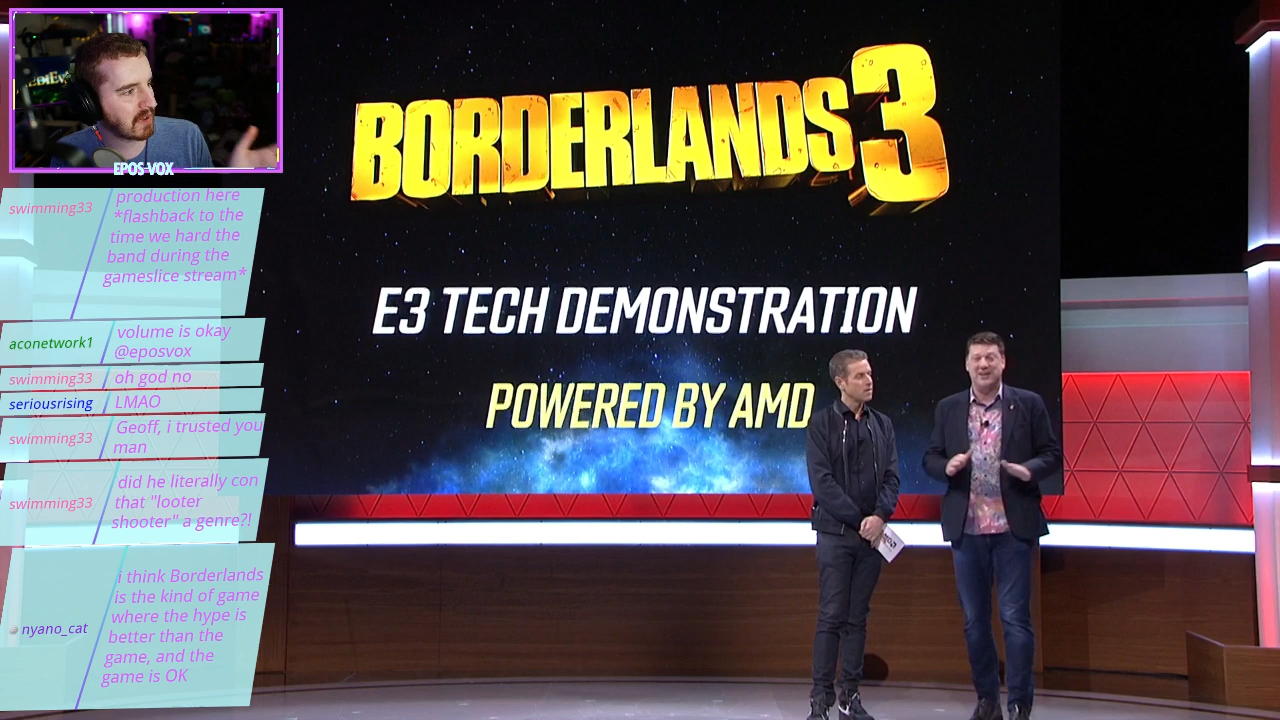 EPOS VOX
swimming33
production here
*flashback to the
time we hard the
band during the
gameslice stream*
aconetwork1
volume is okay
@eposvox
swimming33
oh god no
seriousrising
LMAO
swimming33
Geoff, i trusted you
man
swimming33
did he literally con
that "looter
shooter" a genre?!
nyano_cat
i think Borderlands
is the kind of game
where the hype is
better than the
game, and the
game is OK
BORDERLANDS 3
E3 TECH DEMONSTRATION
POWERED BY AMD